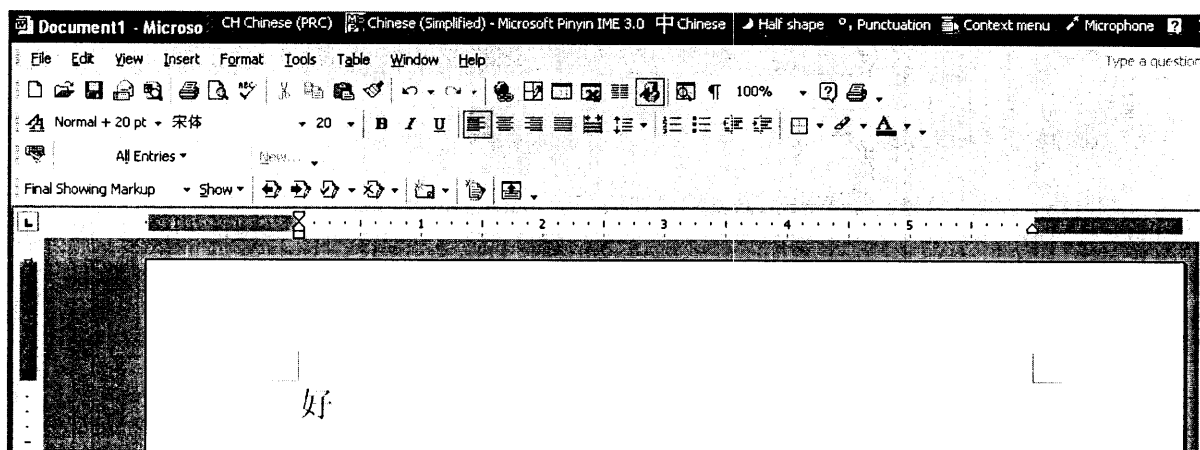 Document1 - Microso CH Chinese (PRC) Chinese (Simplified) - Microsoft Pinyin IME 3.0 中 Chinese Half shape °, Punctuation Context menu Microphone
File Edit View Insert Format Tools Table Window Help Type a question
100%
Normal + 20 pt 宋体 20 B I U A
All Entries New...
Final Showing Markup Show
1 2 3 4 5
好